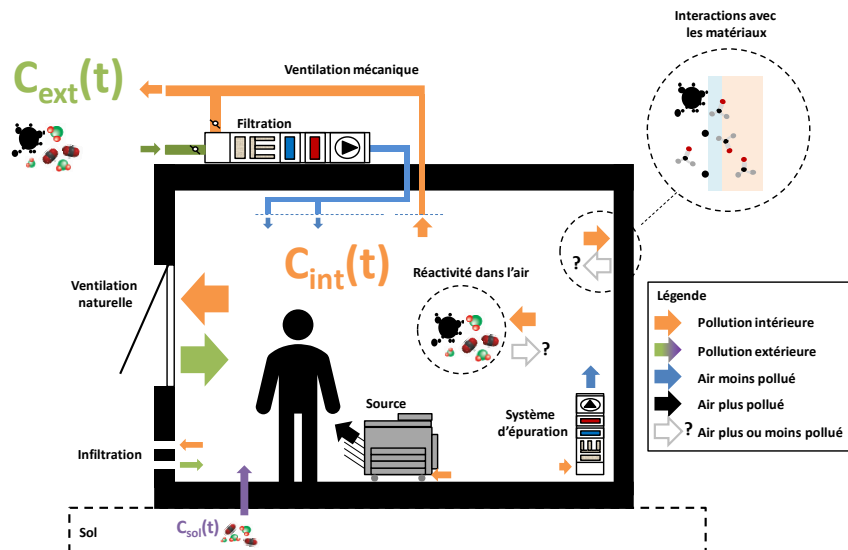 Interactions avec
les matériaux
Ventilation mécanique
Cext(t)
Filtration
Cint(t)
Réactivité dans l'air
?
?
Ventilation
naturelle
Légende
Pollution intérieure
Pollution extérieure
Air moins pollué
Air plus pollué
? Air plus ou moins pollué
Source
Système
d'épuration
Infiltration
Csol(t)
Sol